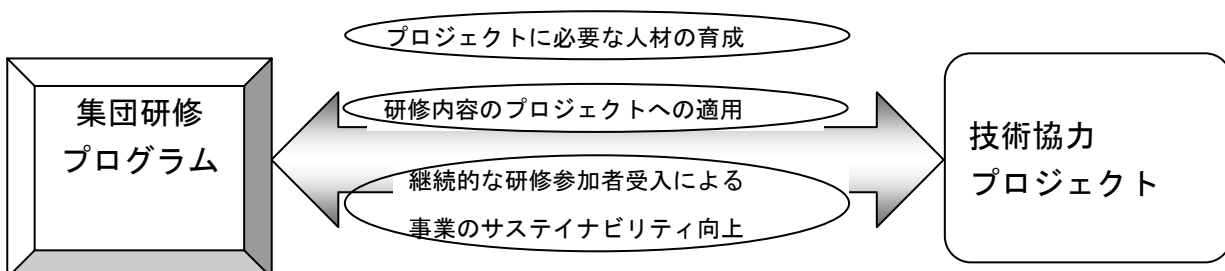 プロジェクトに必要な人材の育成
集団研修
プログラム
研修内容のプロジェクトへの適用
継続的な研修参加者受入による
事業のサステイナビリティ向上
技術協力
プロジェクト